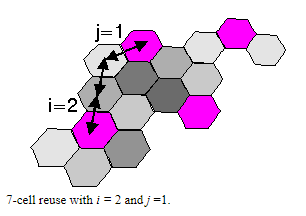 j=1
i=2
7-cell reuse with i = 2 and j =1.